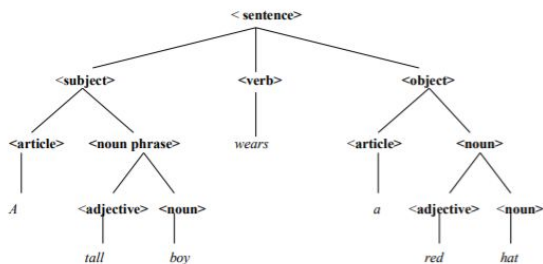 < sentence>
<subject> <verb> <object>
<article> <noun phrase> wears <article> <noun>
A <adjective> <noun> a <adjective> <noun>
tall boy red hat